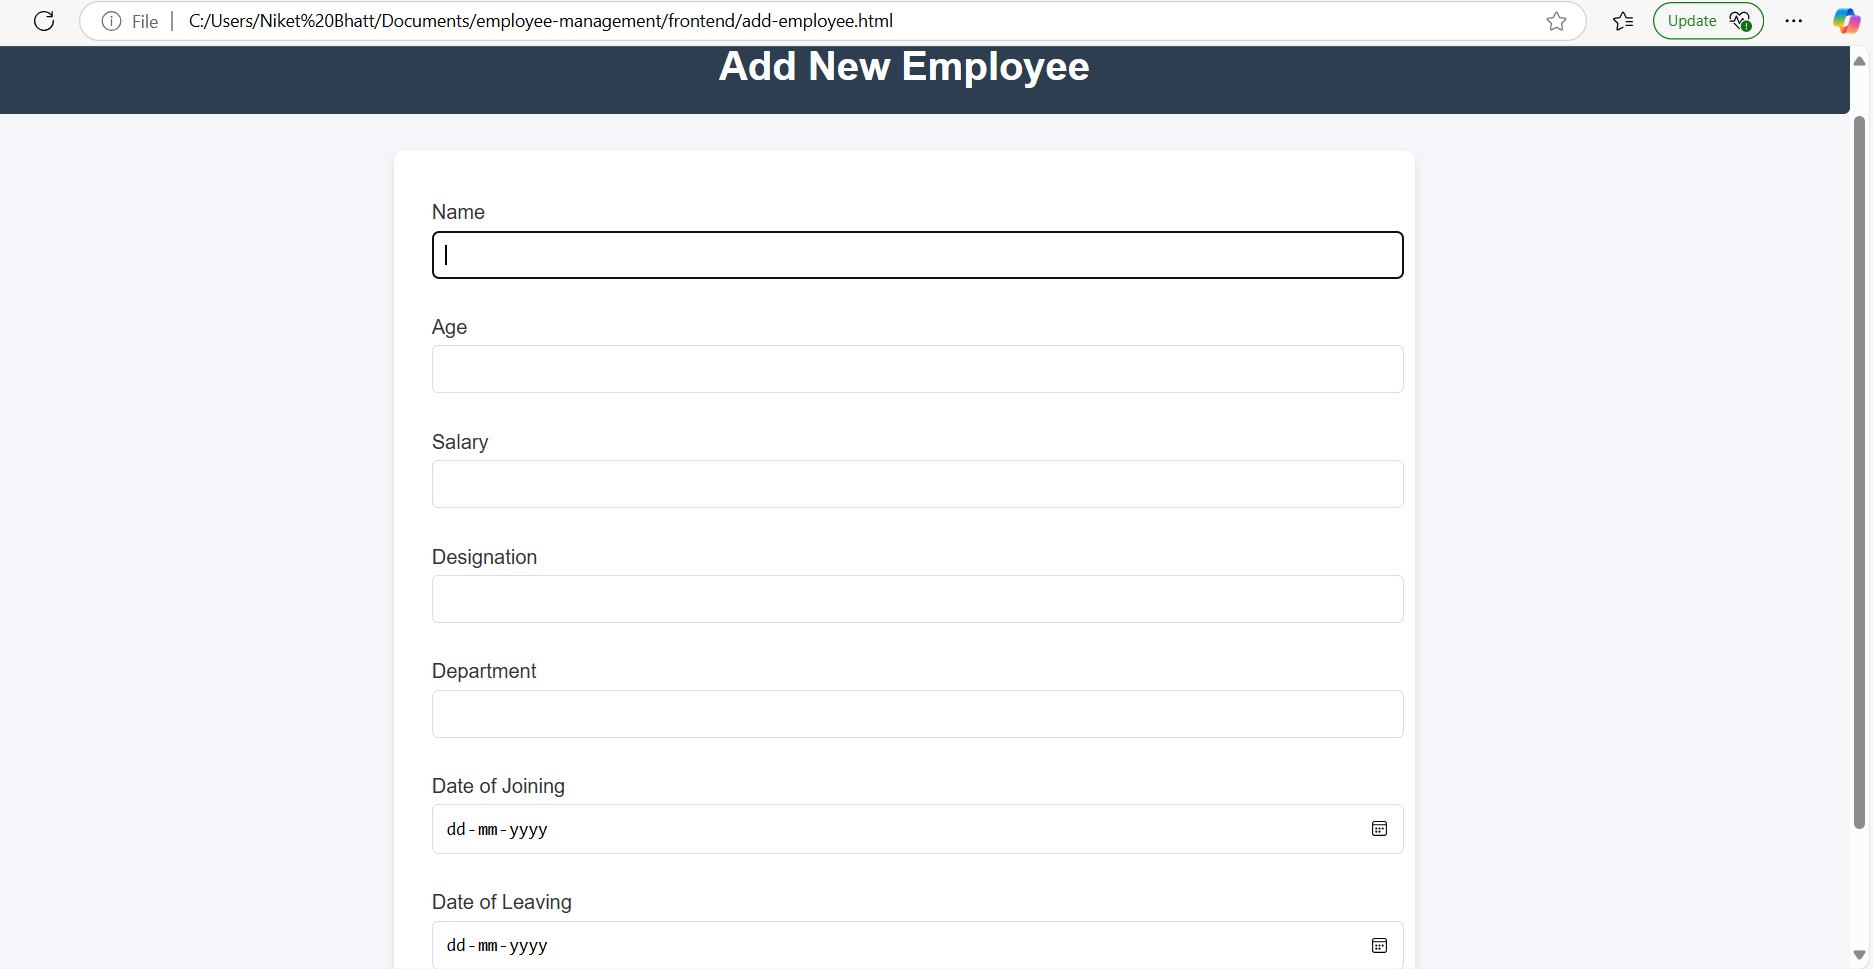 File C:/Users/Niket%20Bhatt/Documents/employee-management/frontend/add-employee.html Update
Add New Employee
Name
Age
Salary
Designation
Department
Date of Joining
dd-mm-yyyy
Date of Leaving
dd-mm-yyyy